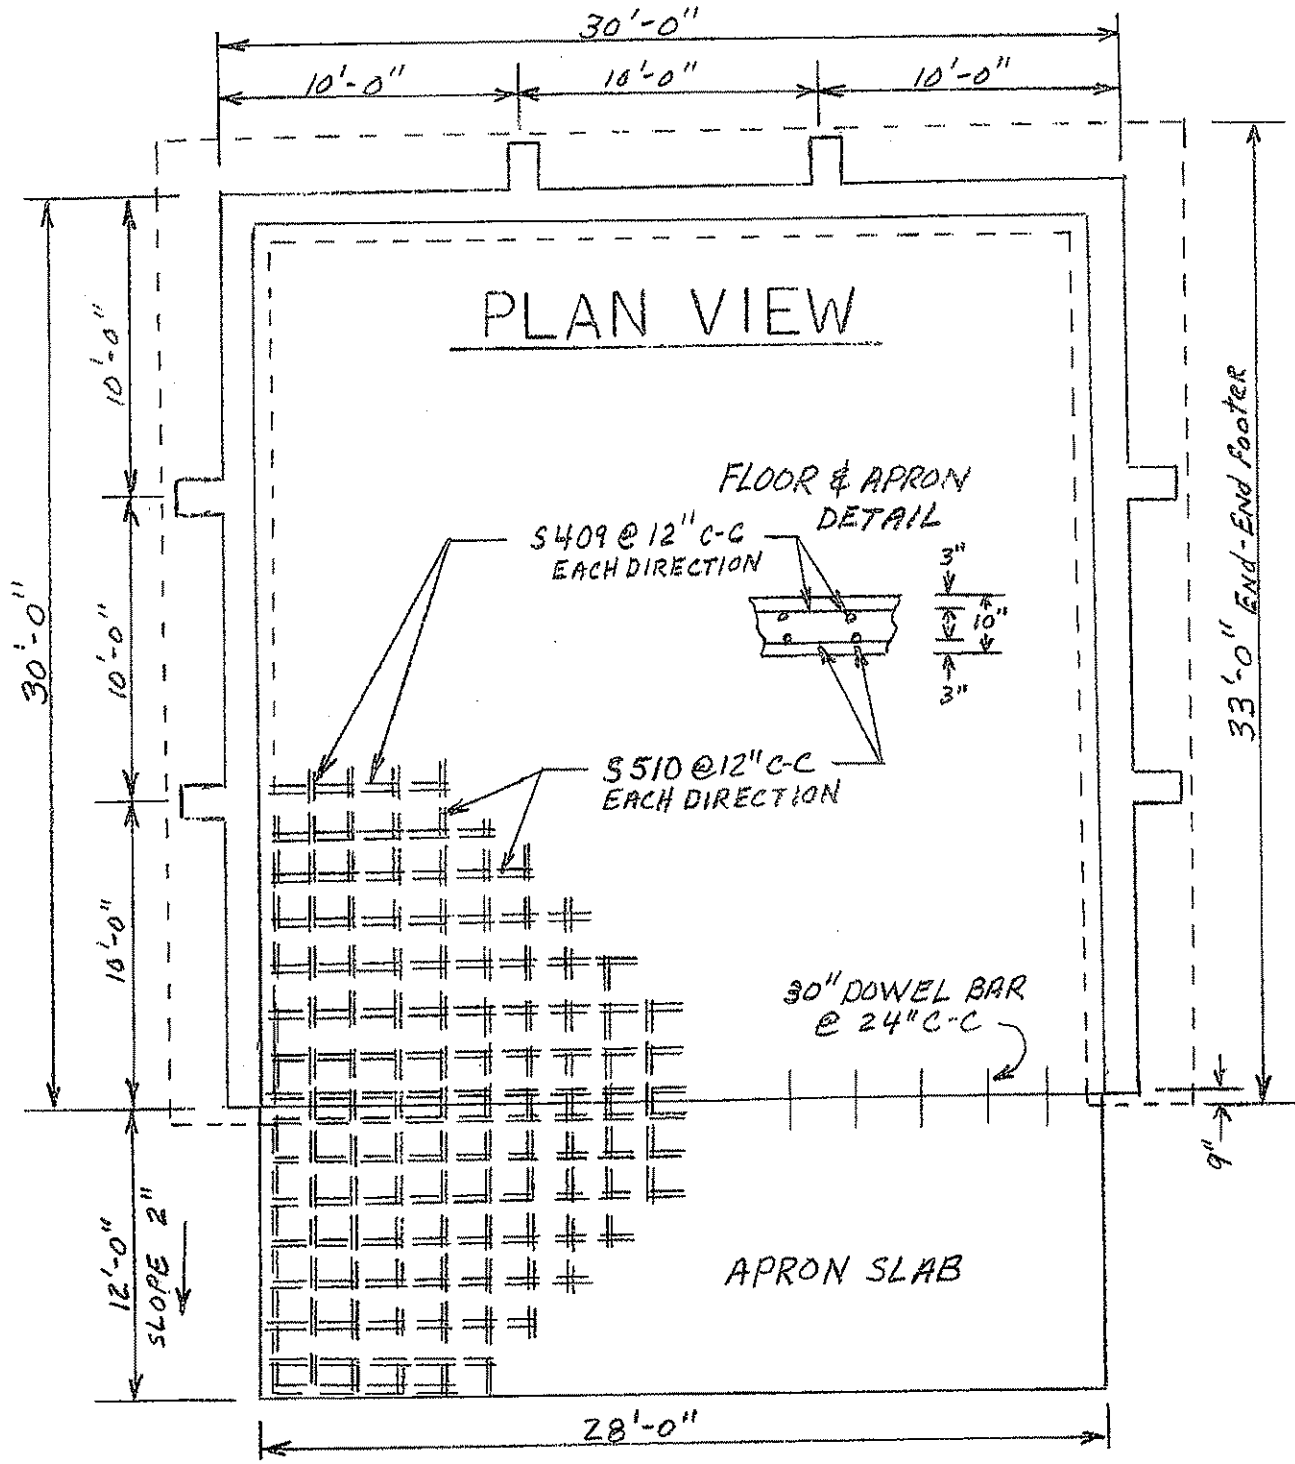 30'-0"
10'-0"
10'-0"
10'-0"
PLAN VIEW
10'-0"
FLOOR & APRON
DETAIL
S409 @ 12" C-C
EACH DIRECTION
3"
10"
3"
10'-0"
30'-0"
33'-0" End-End Footer
S510 @ 12" C-C
EACH DIRECTION
10'-0"
30" DOWEL BAR
@ 24" C-C
9"
12'-0"
SLOPE 2"
APRON SLAB
28'-0"